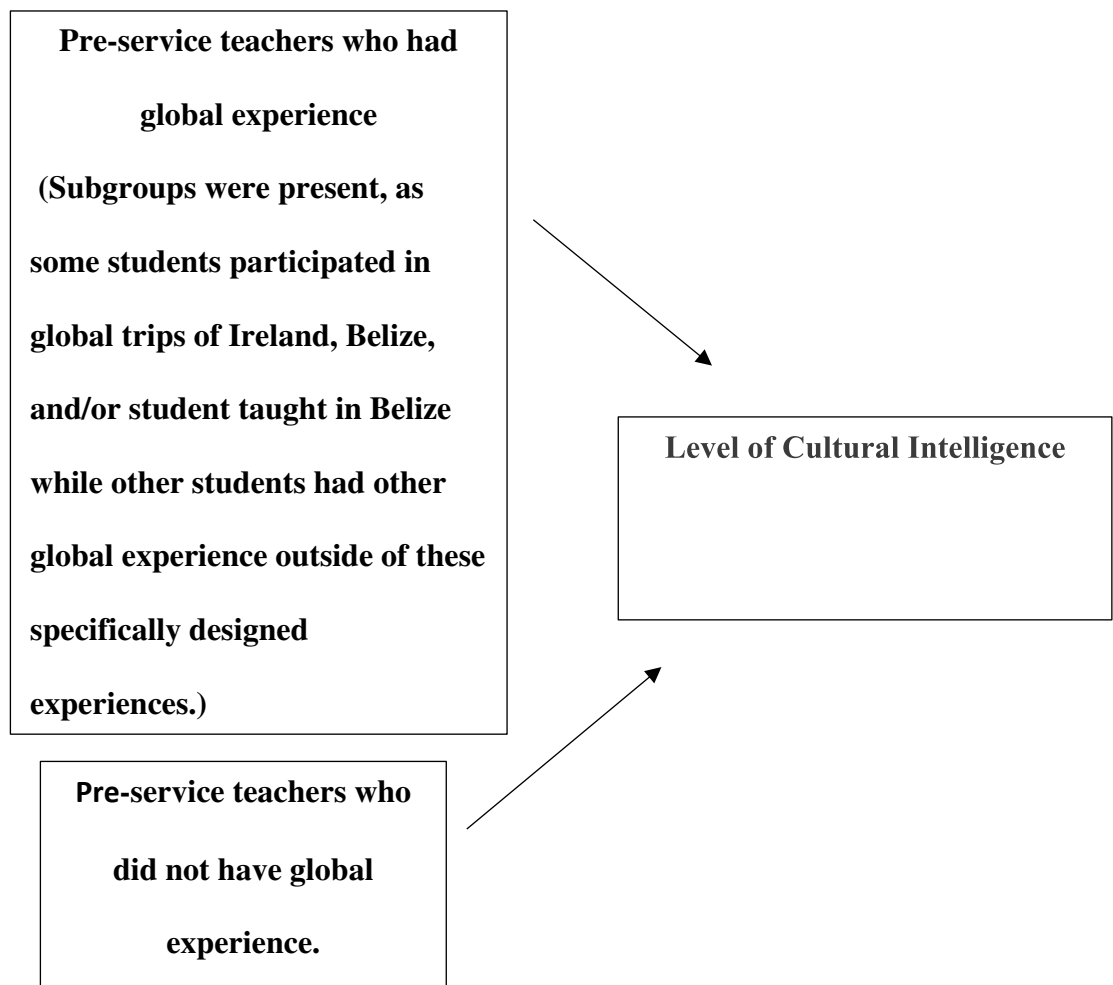 Pre-service teachers who had
global experience
(Subgroups were present, as
some students participated in
global trips of Ireland, Belize,
and/or student taught in Belize
while other students had other
global experience outside of these
specifically designed
experiences.)
Level of Cultural Intelligence
Pre-service teachers who
did not have global
experience.